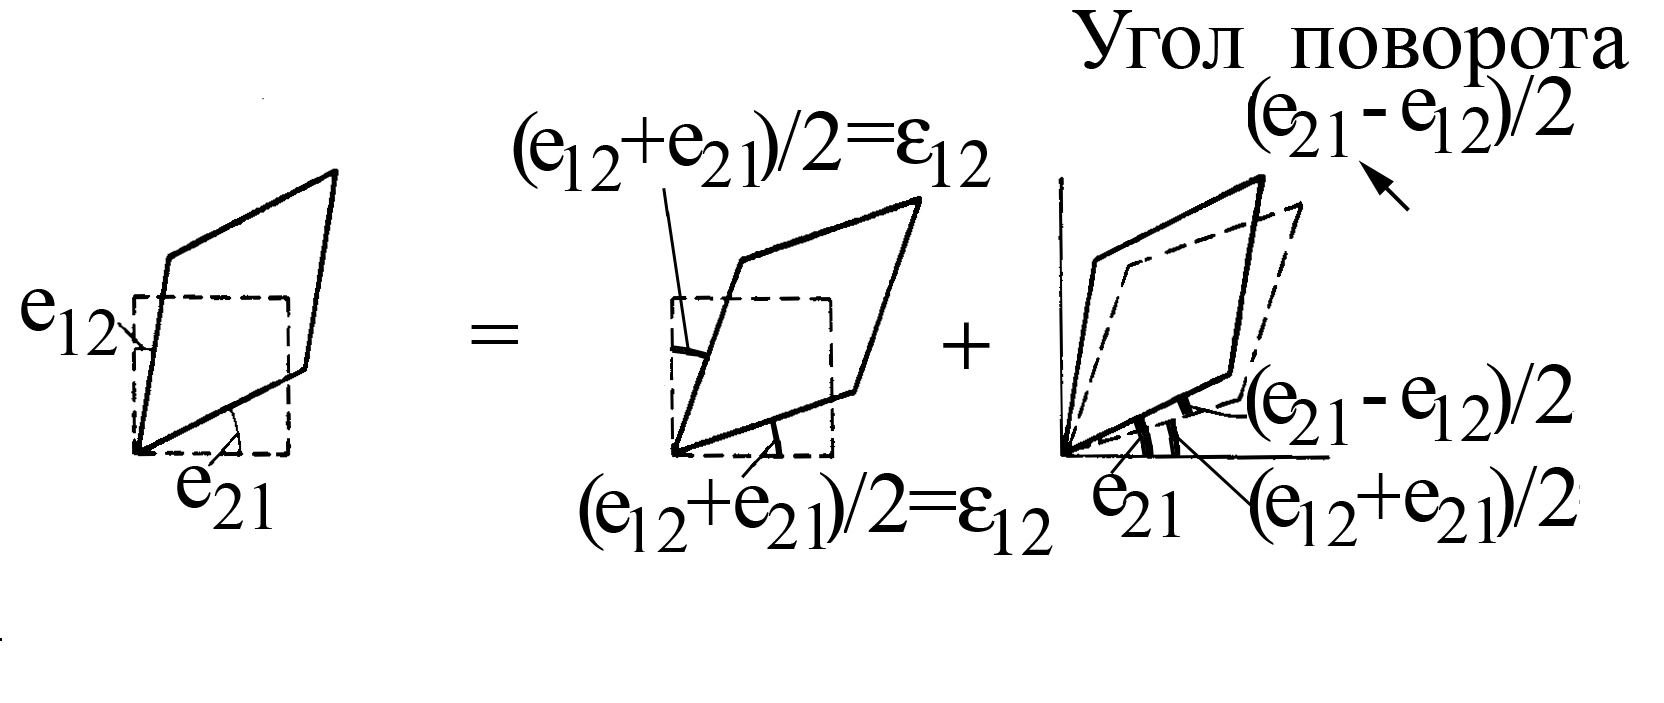 Угол поворота
(e21 - e12)/2
(e12+e21)/2=ε12
e12
=
+
(e21 - e12)/2
e21
(e12+e21)/2=ε12
e21
(e12+e21)/2